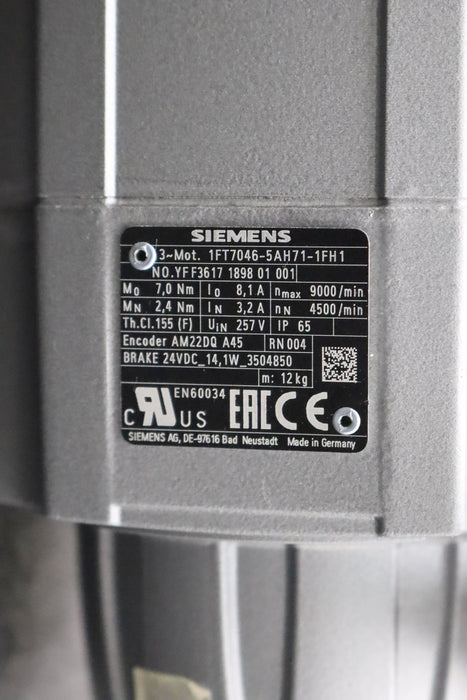 SIEMENS
3~Mot. 1FT7046-5AH71-1FH1
NO.YFF3617 1898 01 001
M0 7,0 Nm I0 8,1 A nmax 9000/min
MN 2,4 Nm IN 3,2 A nN 4500/min
Th.Cl.155 (F) UIN 257 V IP 65
Encoder AM22DQ A45 RN 004
BRAKE 24VDC_14,1W_3504850
m: 12 kg
EN60034
c RU US EAC CE
SIEMENS AG, DE-97616 Bad Neustadt Made in Germany